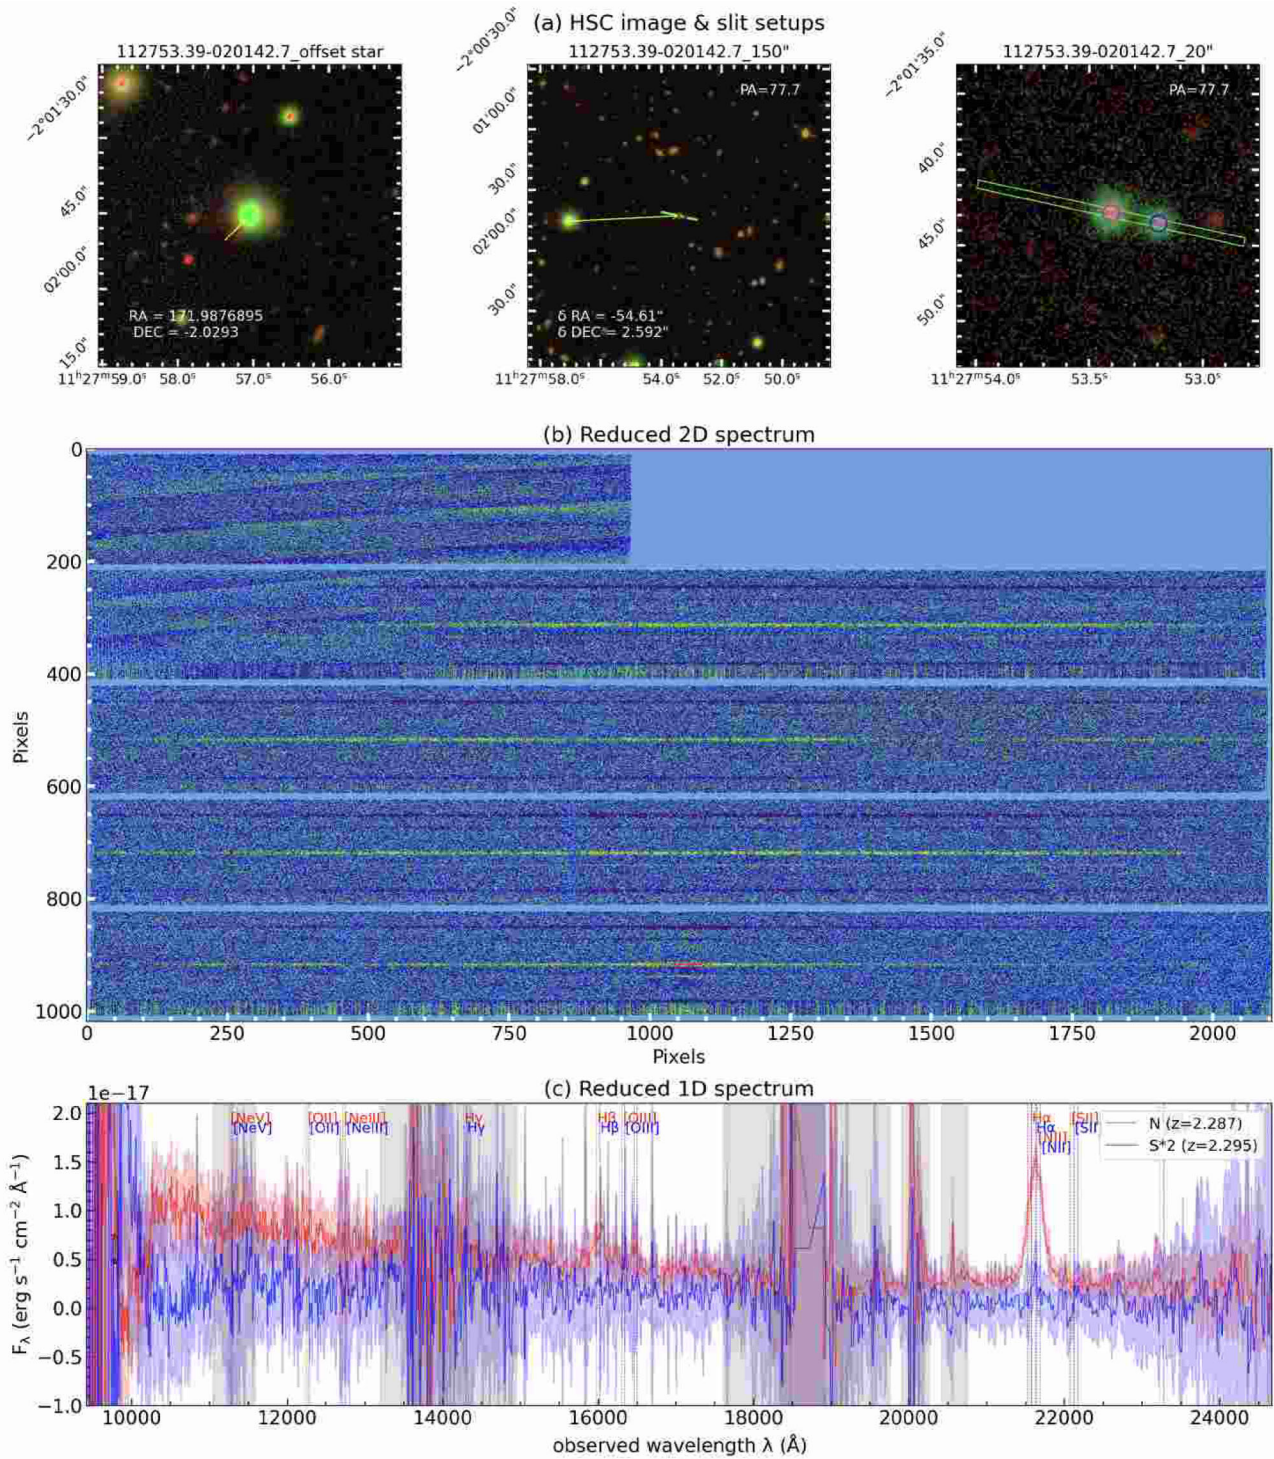 (a) HSC image & slit setups
112753.39-020142.7_offset star
112753.39-020142.7_150"
112753.39-020142.7_20"
−2°01'30.0"
45.0"
02'00.0"
15.0"
RA = 171.9876895
DEC = -2.0293
11ʰ27ᵐ59.0ˢ 58.0ˢ 57.0ˢ 56.0ˢ
−2°00'30.0"
01'00.0"
30.0"
02'00.0"
30.0"
PA=77.7
δ RA = -54.61"
δ DEC = 2.592"
11ʰ27ᵐ58.0ˢ 54.0ˢ 52.0ˢ 50.0ˢ
−2°01'35.0"
40.0"
45.0"
50.0"
PA=77.7
11ʰ27ᵐ54.0ˢ 53.5ˢ 53.0ˢ
(b) Reduced 2D spectrum
Pixels
0
200
400
600
800
1000
0 250 500 750 1000 1250 1500 1750 2000
Pixels
(c) Reduced 1D spectrum
1e−17
F_λ (erg s⁻¹ cm⁻² Å⁻¹)
2.0
1.5
1.0
0.5
0.0
−0.5
−1.0
[NeV] [OII] [NeIII] Hγ Hβ [OIII] Hα [NII] [SII]
[NeV] [OII] [NeIII] Hγ Hβ [OIII] Hα [NII] [SII]
N (z=2.287)
S*2 (z=2.295)
10000 12000 14000 16000 18000 20000 22000 24000
observed wavelength λ (Å)